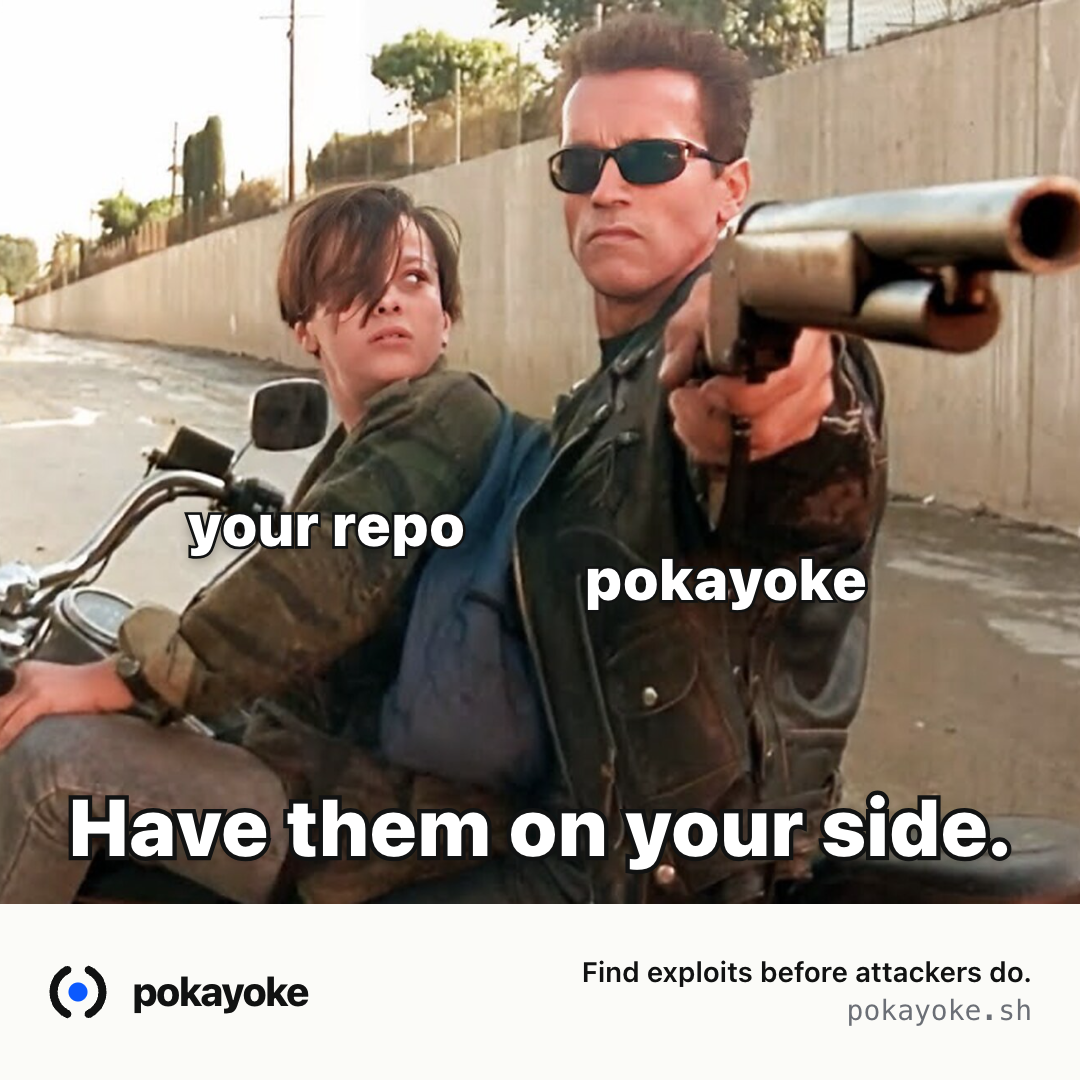 your repo
pokayoke
Have them on your side.
pokayoke
Find exploits before attackers do.
pokayoke.sh